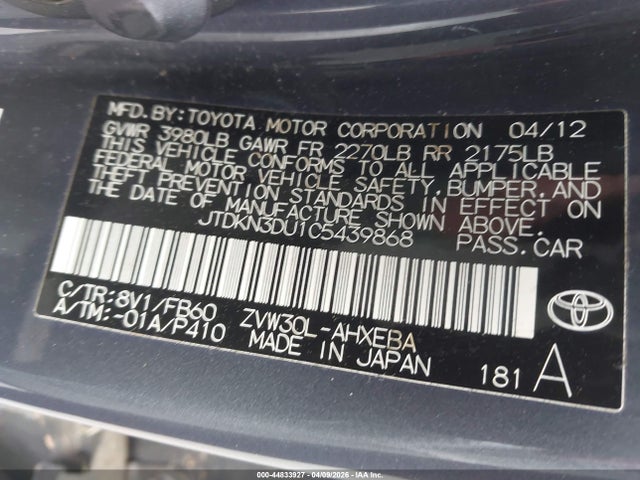 MFD. BY: TOYOTA MOTOR CORPORATION 04/12
GVWR 3980LB GAWR FR 2270LB RR 2175LB
THIS VEHICLE CONFORMS TO ALL APPLICABLE
FEDERAL MOTOR VEHICLE SAFETY, BUMPER, AND
THEFT PREVENTION STANDARDS IN EFFECT ON
THE DATE OF MANUFACTURE SHOWN ABOVE.
JTDKN3DU1C5439868 PASS. CAR
C/TR: 8V1/FB60 ZVW30L-AHXEBA
A/TM: -01A/P410 MADE IN JAPAN
181 A
TOYOTA
000-44833927 - 04/09/2026 - IAAI.COM